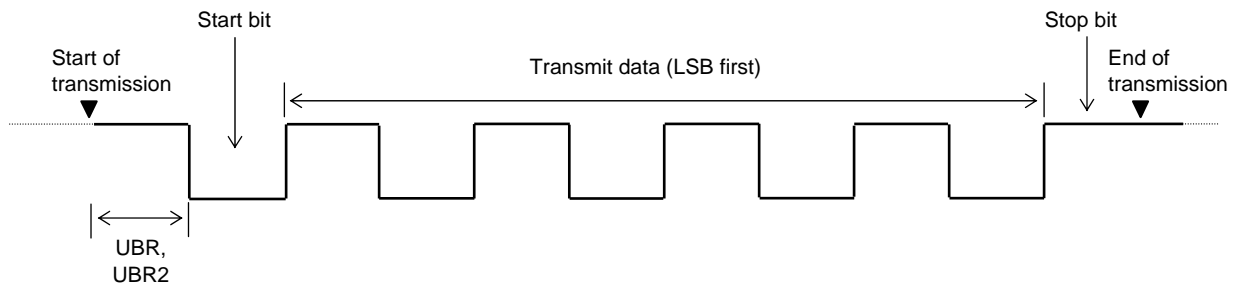 Start bit
Stop bit
Start of
transmission
Transmit data (LSB first)
End of
transmission
UBR,
UBR2